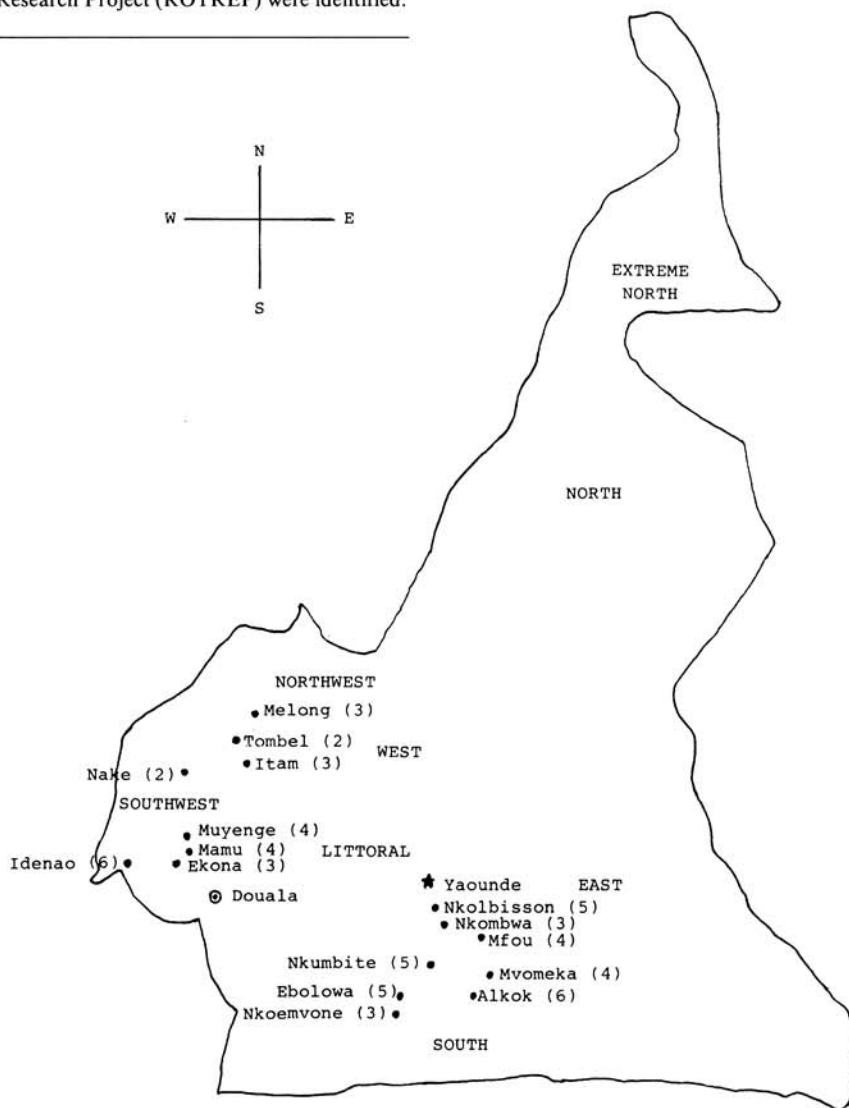 Research Project (ROTREP) were identified.
N
W E
S
EXTREME
NORTH
NORTH
NORTHWEST
Melong (3)
Tombel (2)
WEST
Itam (3)
Nake (2)
SOUTHWEST
Muyenge (4)
Mamu (4)
LITTORAL
Idenao (6)
Ekona (3)
Douala
Yaounde
EAST
Nkolbisson (5)
Nkombwa (3)
Mfou (4)
Nkumbite (5)
Mvomeka (4)
Ebolowa (5)
Alkok (6)
Nkoemvone (3)
SOUTH